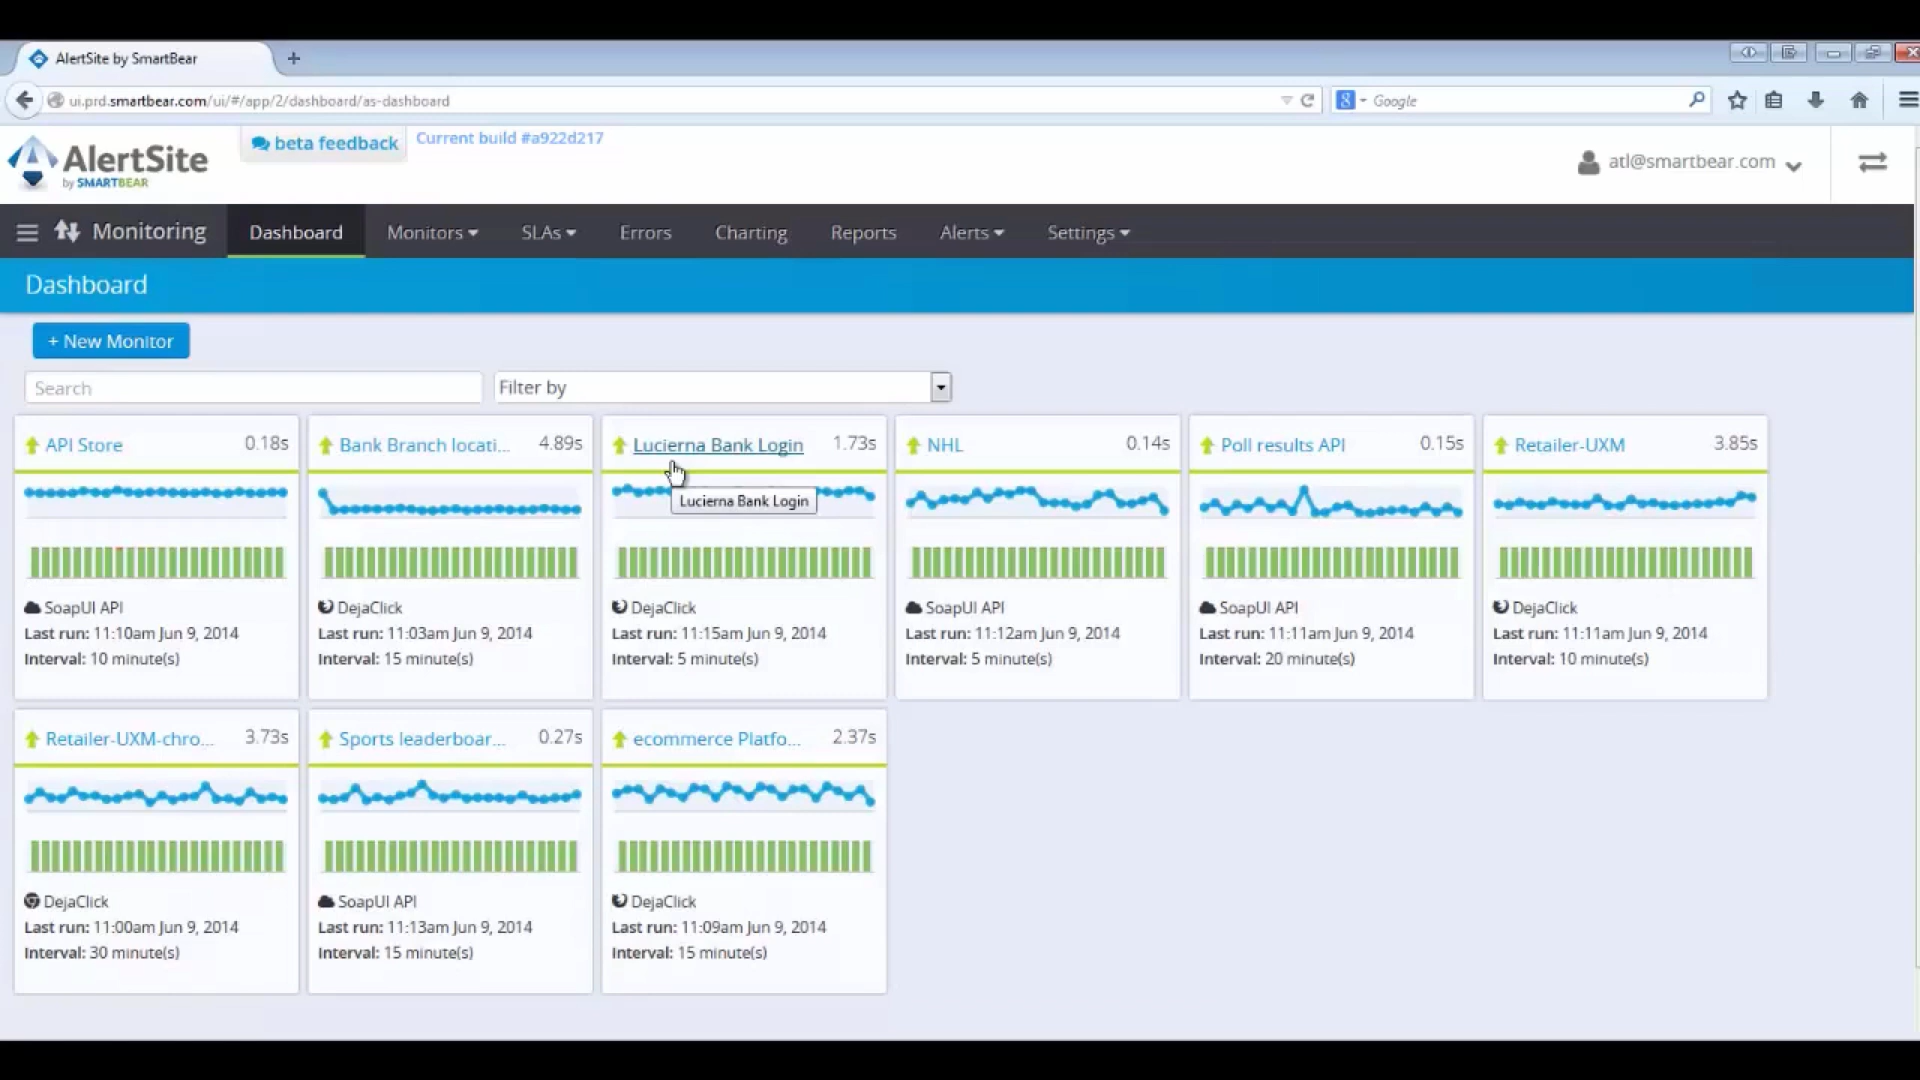 AlertSite by SmartBear
ui.prd.smartbear.com/ui/#/app/2/dashboard/as-dashboard
8
Google
AlertSite
by SMARTBEAR
beta feedback
Current build #a922d217
atl@smartbear.com
Monitoring
Dashboard
Monitors
SLAs
Errors
Charting
Reports
Alerts
Settings
Dashboard
+ New Monitor
Search
Filter by
API Store 0.18s
SoapUI API
Last run: 11:10am Jun 9, 2014
Interval: 10 minute(s)
Bank Branch locati... 4.89s
DejaClick
Last run: 11:03am Jun 9, 2014
Interval: 15 minute(s)
Lucierna Bank Login 1.73s
Lucierna Bank Login
DejaClick
Last run: 11:15am Jun 9, 2014
Interval: 5 minute(s)
NHL 0.14s
SoapUI API
Last run: 11:12am Jun 9, 2014
Interval: 5 minute(s)
Poll results API 0.15s
SoapUI API
Last run: 11:11am Jun 9, 2014
Interval: 20 minute(s)
Retailer-UXM 3.85s
DejaClick
Last run: 11:11am Jun 9, 2014
Interval: 10 minute(s)
Retailer-UXM-chro... 3.73s
DejaClick
Last run: 11:00am Jun 9, 2014
Interval: 30 minute(s)
Sports leaderboar... 0.27s
SoapUI API
Last run: 11:13am Jun 9, 2014
Interval: 15 minute(s)
ecommerce Platfo... 2.37s
DejaClick
Last run: 11:09am Jun 9, 2014
Interval: 15 minute(s)